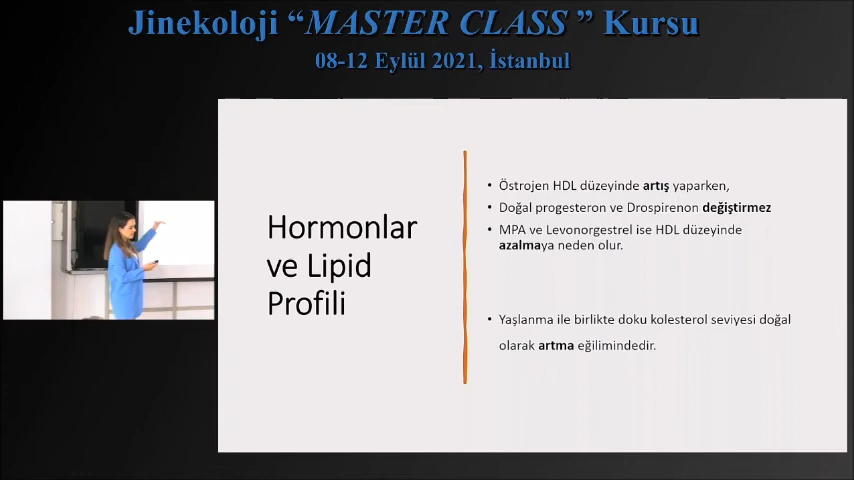 Jinekoloji “MASTER CLASS ” Kursu
08-12 Eylül 2021, İstanbul
Hormonlar
ve Lipid
Profili
• Östrojen HDL düzeyinde artış yaparken,
• Doğal progesteron ve Drospirenon değiştirmez
• MPA ve Levonorgestrel ise HDL düzeyinde
azalmaya neden olur.
• Yaşlanma ile birlikte doku kolesterol seviyesi doğal
olarak artma eğilimindedir.